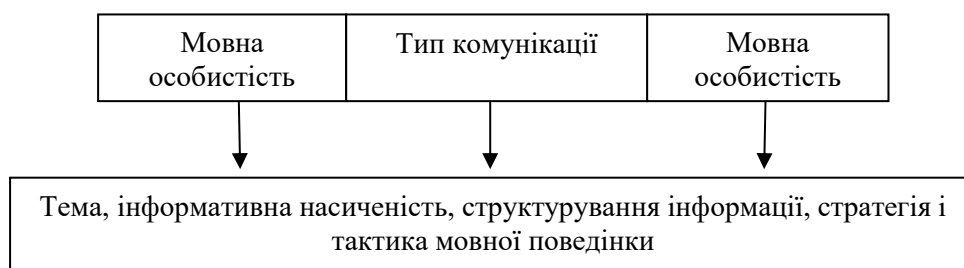 Мовна
особистість
Тип комунікації
Мовна
особистість
Тема, інформативна насиченість, структурування інформації, стратегія і
тактика мовної поведінки